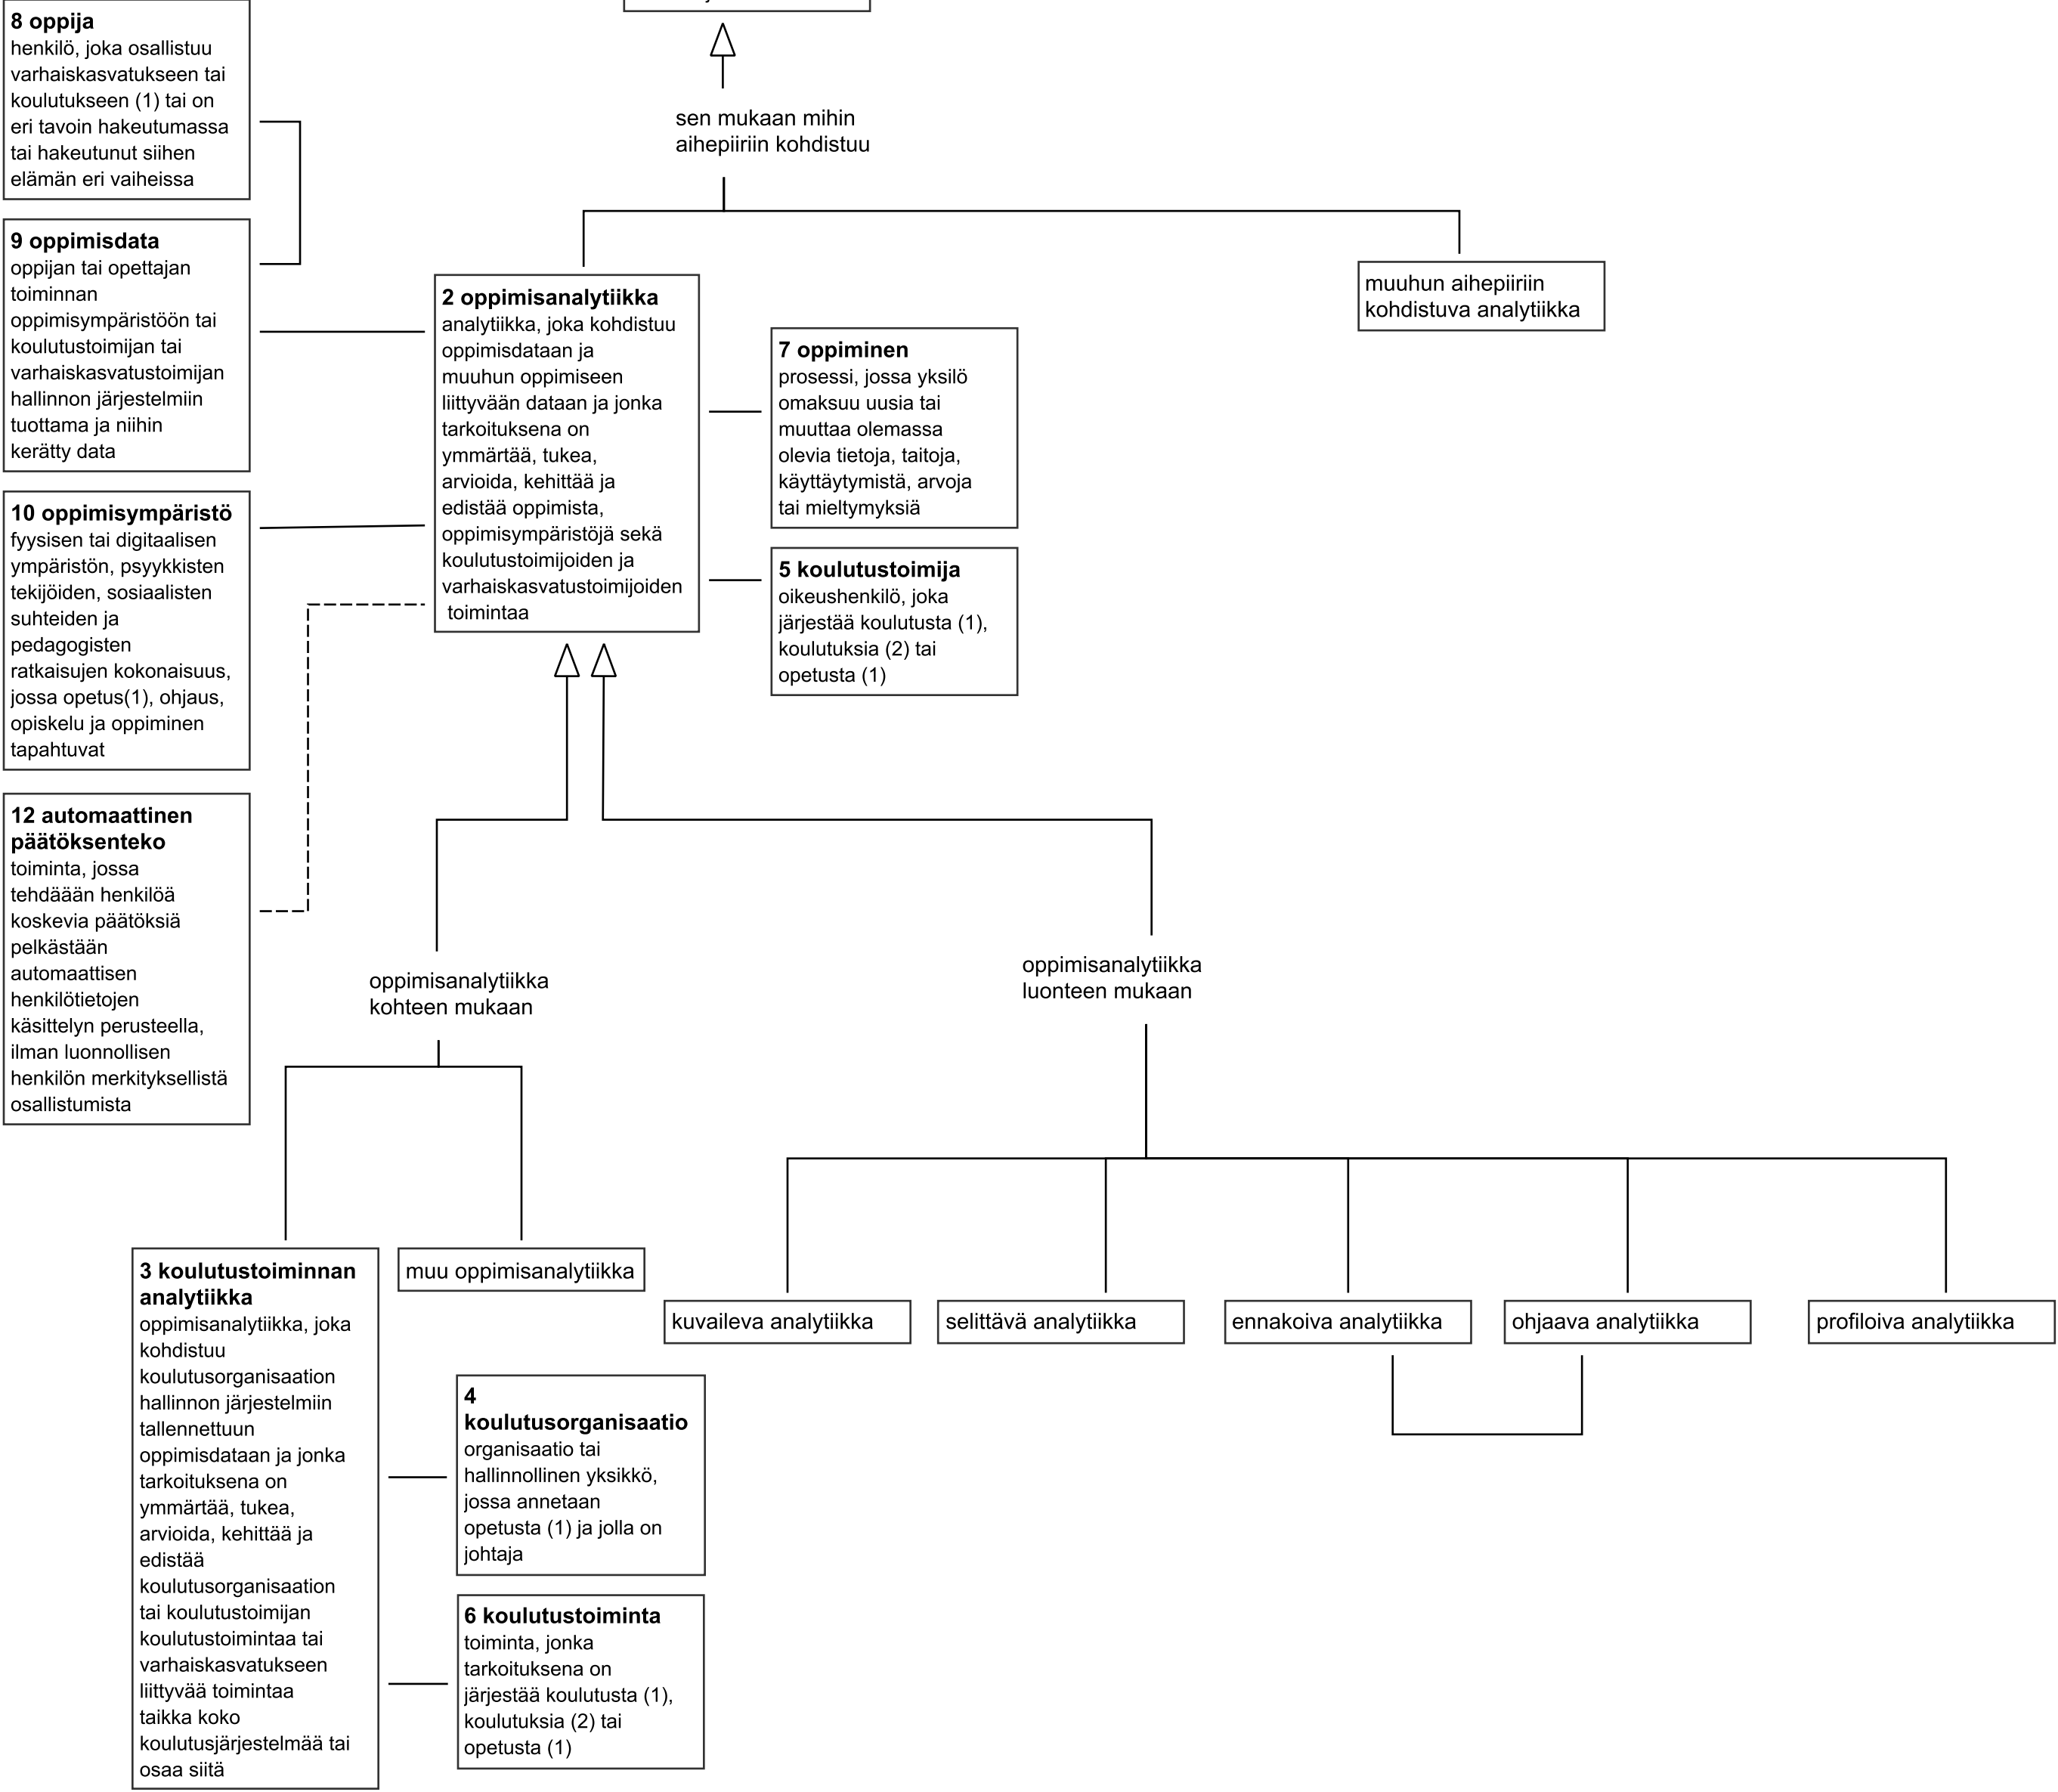 8 oppija
henkilö, joka osallistuu
varhaiskasvatukseen tai
koulutukseen (1) tai on
eri tavoin hakeutumassa
tai hakeutunut siihen
elämän eri vaiheissa
sen mukaan mihin
aihepiiriin kohdistuu
9 oppimisdata
oppijan tai opettajan
toiminnan
oppimisympäristöön tai
koulutustoimijan tai
varhaiskasvatustoimijan
hallinnon järjestelmiin
tuottama ja niihin
kerätty data
2 oppimisanalytiikka
analytiikka, joka kohdistuu
oppimisdataan ja
muuhun oppimiseen
liittyvään dataan ja jonka
tarkoituksena on
ymmärtää, tukea,
arvioida, kehittää ja
edistää oppimista,
oppimisympäristöjä sekä
koulutustoimijoiden ja
varhaiskasvatustoimijoiden
toimintaa
muuhun aihepiiriin
kohdistuva analytiikka
7 oppiminen
prosessi, jossa yksilö
omaksuu uusia tai
muuttaa olemassa
olevia tietoja, taitoja,
käyttäytymistä, arvoja
tai mieltymyksiä
10 oppimisympäristö
fyysisen tai digitaalisen
ympäristön, psyykkisten
tekijöiden, sosiaalisten
suhteiden ja
pedagogisten
ratkaisujen kokonaisuus,
jossa opetus(1), ohjaus,
opiskelu ja oppiminen
tapahtuvat
5 koulutustoimija
oikeushenkilö, joka
järjestää koulutusta (1),
koulutuksia (2) tai
opetusta (1)
12 automaattinen
päätöksenteko
toiminta, jossa
tehdäään henkilöä
koskevia päätöksiä
pelkästään
automaattisen
henkilötietojen
käsittelyn perusteella,
ilman luonnollisen
henkilön merkityksellistä
osallistumista
oppimisanalytiikka
kohteen mukaan
oppimisanalytiikka
luonteen mukaan
3 koulutustoiminnan
analytiikka
oppimisanalytiikka, joka
kohdistuu
koulutusorganisaation
hallinnon järjestelmiin
tallennettuun
oppimisdataan ja jonka
tarkoituksena on
ymmärtää, tukea,
arvioida, kehittää ja
edistää
koulutusorganisaation
tai koulutustoimijan
koulutustoimintaa tai
varhaiskasvatukseen
liittyvää toimintaa
taikka koko
koulutusjärjestelmää tai
osaa siitä
muu oppimisanalytiikka
kuvaileva analytiikka
selittävä analytiikka
ennakoiva analytiikka
ohjaava analytiikka
profiloiva analytiikka
4
koulutusorganisaatio
organisaatio tai
hallinnollinen yksikkö,
jossa annetaan
opetusta (1) ja jolla on
johtaja
6 koulutustoiminta
toiminta, jonka
tarkoituksena on
järjestää koulutusta (1),
koulutuksia (2) tai
opetusta (1)